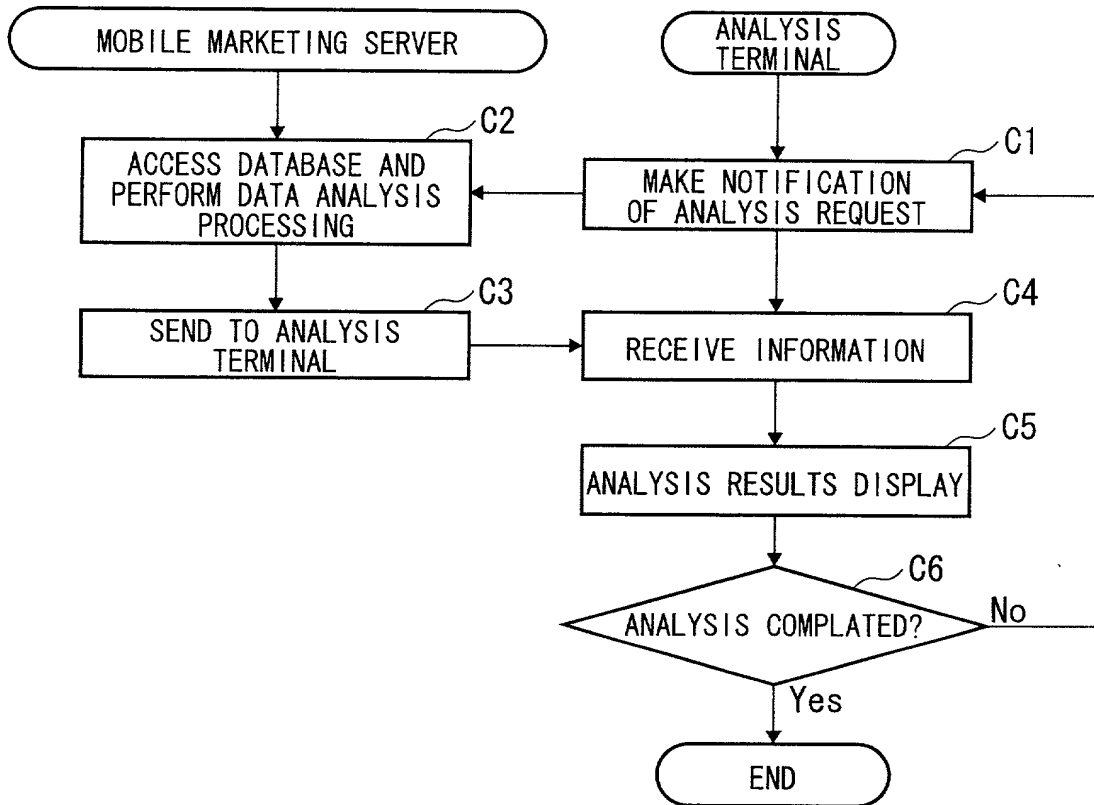 MOBILE MARKETING SERVER
ANALYSIS
TERMINAL
C2
ACCESS DATABASE AND
PERFORM DATA ANALYSIS
PROCESSING
C1
MAKE NOTIFICATION
OF ANALYSIS REQUEST
C3
SEND TO ANALYSIS
TERMINAL
C4
RECEIVE INFORMATION
C5
ANALYSIS RESULTS DISPLAY
C6
ANALYSIS COMPLATED?
No
Yes
END